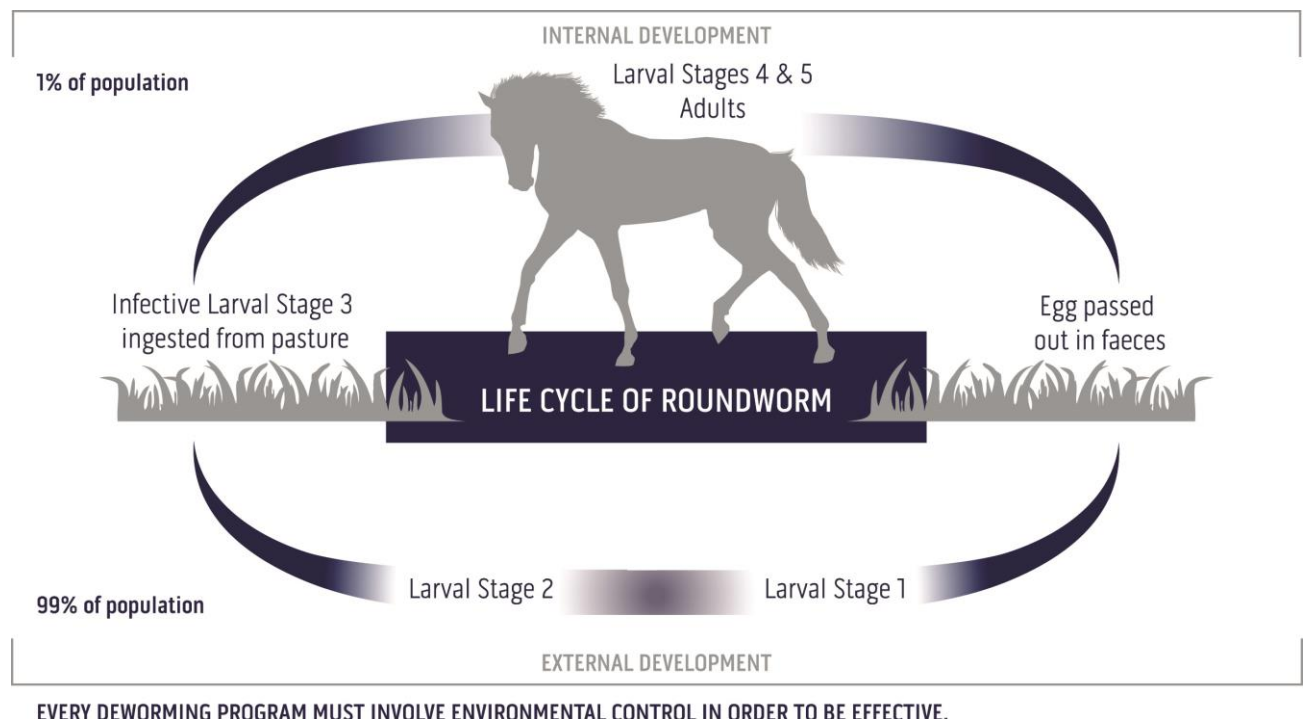 INTERNAL DEVELOPMENT
1% of population
Larval Stages 4 & 5
Adults
Infective Larval Stage 3
ingested from pasture
Egg passed
out in faeces
LIFE CYCLE OF ROUNDWORM
Larval Stage 2
Larval Stage 1
99% of population
EXTERNAL DEVELOPMENT
EVERY DEWORMING PROGRAM MUST INVOLVE ENVIRONMENTAL CONTROL IN ORDER TO BE EFFECTIVE.